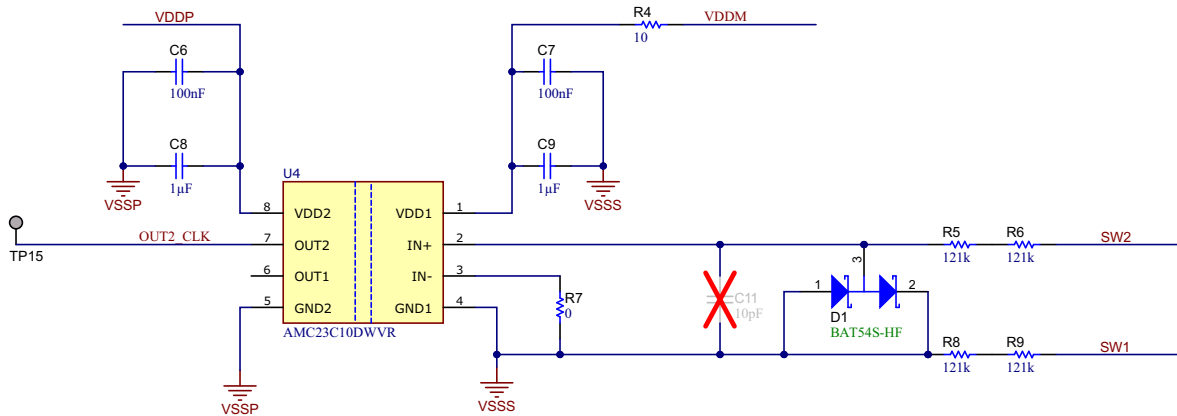 VDDP
R4
10
VDDM
C6
100nF
C7
100nF
C8
1µF
C9
1µF
VSSP
VSSS
U4
8 VDD2 VDD1 1
TP15
OUT2_CLK
7 OUT2 IN+ 2
6 OUT1 IN- 3
5 GND2 GND1 4
AMC23C10DWVR
R7
0
C11
10pF
3
1
2
D1
BAT54S-HF
R5
121k
R6
121k
SW2
R8
121k
R9
121k
SW1
VSSP
VSSS